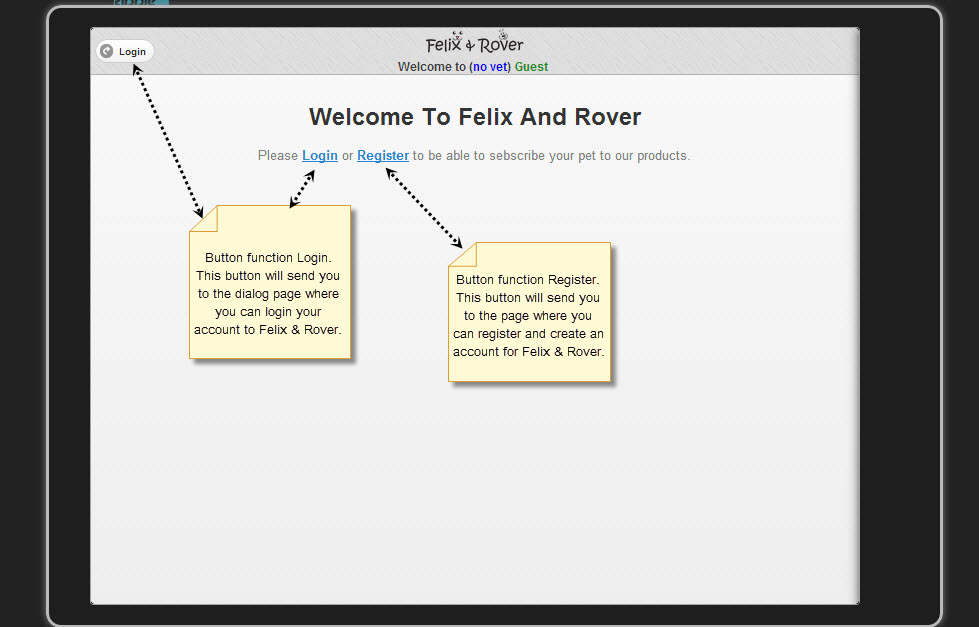 Login
Felix & Rover
Welcome to (no vet) Guest
Welcome To Felix And Rover
Please Login or Register to be able to sebscribe your pet to our products.
Button function Login.
This button will send you
to the dialog page where
you can login your
account to Felix & Rover.
Button function Register.
This button will send you
to the page where you
can register and create an
account for Felix & Rover.